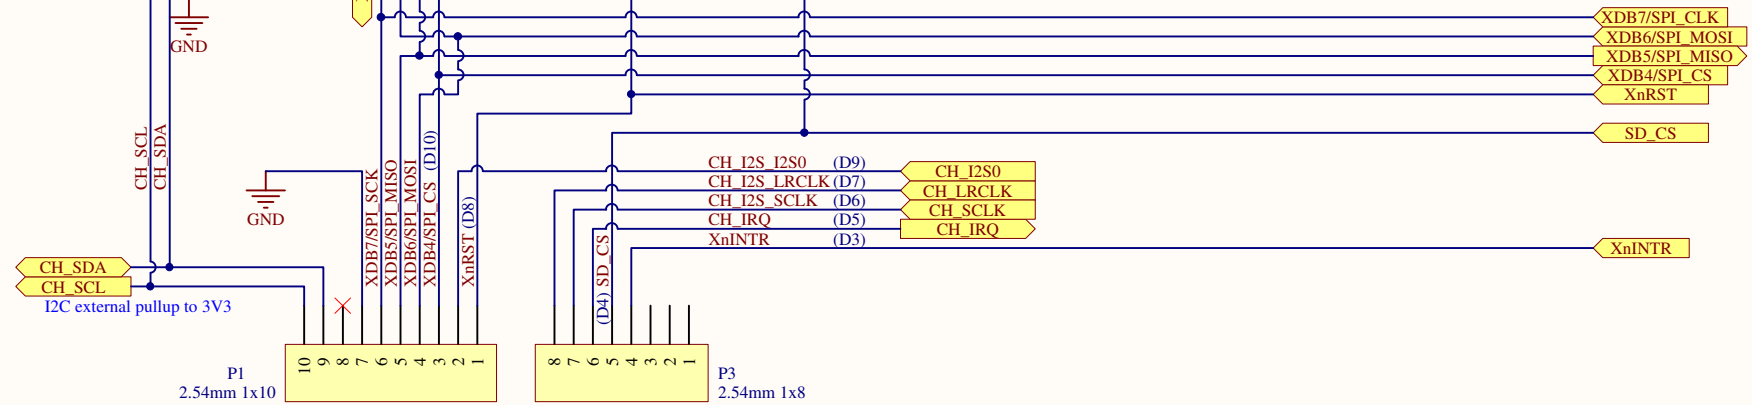 XDB7/SPI_CLK
GND
XDB6/SPI_MOSI
XDB5/SPI_MISO
XDB4/SPI_CS
XnRST
SD_CS
CH_SCL
CH_SDA
XDB7/SPI_SCK
XDB5/SPI_MISO
XDB6/SPI_MOSI
XDB4/SPI_CS (D10)
XnRST (D8)
GND
CH_I2S_I2S0 (D9) CH_I2S0
CH_I2S_LRCLK (D7) CH_LRCLK
CH_I2S_SCLK (D6) CH_SCLK
CH_IRQ (D5) CH_IRQ
XnINTR (D3) XnINTR
(D4) SD_CS
CH_SDA
CH_SCL
I2C external pullup to 3V3
10 9 8 7 6 5 4 3 2 1
8 7 6 5 4 3 2 1
P1
2.54mm 1x10
P3
2.54mm 1x8